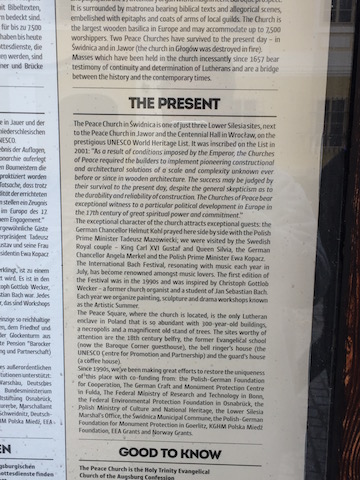 It is surrounded by matronea bearing biblical texts and allegorical scenes,
embellished with epitaphs and coats of arms of local guilds. The Church is
the largest wooden basilica in Europe and may accommodate up to 7,500
worshippers. Two Peace Churches have survived to the present day – in
Świdnica and in Jawor (the church in Głogów was destroyed in fire).
Masses which have been held in the church incessantly since 1657 bear
testimony of continuity and determination of Lutherans and are a bridge
between the history and the contemporary times.
THE PRESENT
The Peace Church in Świdnica is one of just three Lower Silesia sites, next
to the Peace Church in Jawor and the Centennial Hall in Wrocław, on the
prestigious UNESCO World Heritage List. It was inscribed on the List in
2001: "As a result of conditions imposed by the Emperor, the Churches
of Peace required the builders to implement pioneering constructional
and architectural solutions of a scale and complexity unknown ever
before or since in wooden architecture. The success may be judged by
their survival to the present day, despite the general skepticism as to
the durability and reliability of construction. The Churches of Peace bear
exceptional witness to a particular political development in Europe in
the 17th century of great spiritual power and commitment."
The exceptional character of the church attracts exceptional guests: the
German Chancellor Helmut Kohl prayed here side by side with the Polish
Prime Minister Tadeusz Mazowiecki; we were visited by the Swedish
royal couple – King Carl XVI Gustaf and Queen Silvia, the German
Chancellor Angela Merkel and the Polish Prime Minister Ewa Kopacz.
The International Bach Festival, resonating with music each year in
July, has become renowned amongst music lovers. The first edition of
the Festival was in the 1990s and was inspired by Christoph Gottlob
Wecker – a former church organist and a student of Jan Sebastian Bach.
Each year we organize painting, sculpture and drama workshops known
as the Artistic Summer.
The Peace Square, where the church is located, is the only Lutheran
enclave in Poland that is so abundant with 300-year-old buildings,
a necropolis and a magnificent old stand of trees. The sites worthy of
attention are the 18th century belfry, the former Evangelical school
(now the Baroque Corner guesthouse), the bell ringer's house (the
UNESCO Centre for Promotion and Partnership) and the guard's house
(a coffee house).
Since 1990s, we've been making great efforts to restore the uniqueness
of this place with co-funding from the Polish-German Foundation
for Cooperation, the German Craft and Monument Protection Centre
in Fulda, The Federal Ministry of Research and Technology in Bonn,
the Federal Environmental Protection Foundation in Osnabrück, the
Polish Ministry of Culture and National Heritage, the Lower Silesia
Marshal's Office, the Świdnica Municipal Commune, the Polish-German
Foundation for Monument Protection in Goerlitz, KGHM Polska Miedź
Foundation, EEA Grants and Norway Grants.
GOOD TO KNOW
The Peace Church is the Holy Trinity Evangelical
Church of the Augsburg Confession